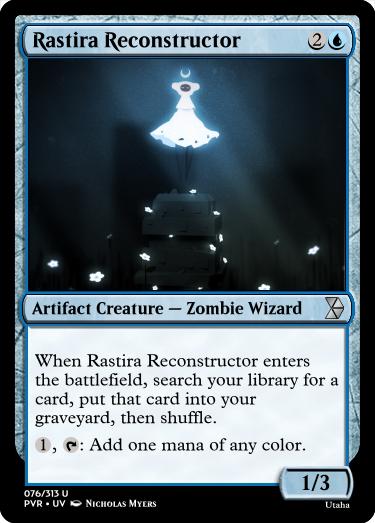 Rastira Reconstructor 2
Artifact Creature — Zombie Wizard
When Rastira Reconstructor enters
the battlefield, search your library for a
card, put that card into your
graveyard, then shuffle.
1, : Add one mana of any color.
076/313 U
PVR • UV Nicholas Myers
1/3
Utaha